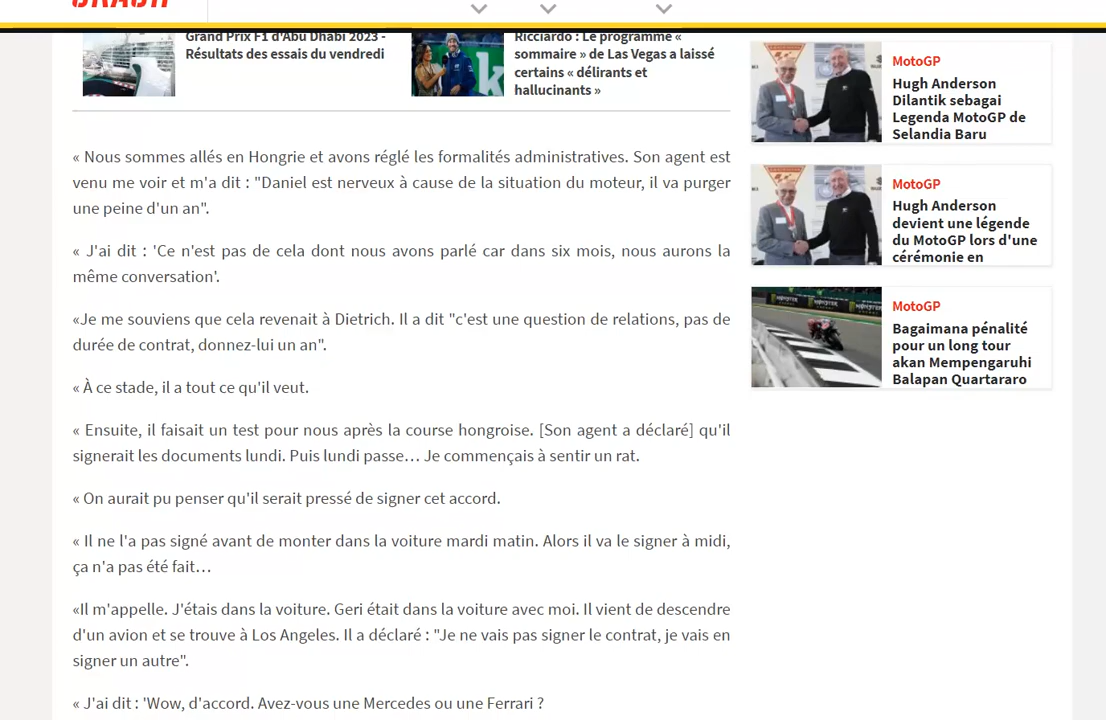 CRASH
Grand Prix F1 d'Abu Dhabi 2023 -
Résultats des essais du vendredi
Ricciardo : Le programme «
sommaire » de Las Vegas a laissé
certains « délirants et
hallucinants »
« Nous sommes allés en Hongrie et avons réglé les formalités administratives. Son agent est
venu me voir et m'a dit : "Daniel est nerveux à cause de la situation du moteur, il va purger
une peine d'un an".
« J'ai dit : 'Ce n'est pas de cela dont nous avons parlé car dans six mois, nous aurons la
même conversation'.
«Je me souviens que cela revenait à Dietrich. Il a dit "c'est une question de relations, pas de
durée de contrat, donnez-lui un an".
« À ce stade, il a tout ce qu'il veut.
« Ensuite, il faisait un test pour nous après la course hongroise. [Son agent a déclaré] qu'il
signerait les documents lundi. Puis lundi passe… Je commençais à sentir un rat.
« On aurait pu penser qu'il serait pressé de signer cet accord.
« Il ne l'a pas signé avant de monter dans la voiture mardi matin. Alors il va le signer à midi,
ça n'a pas été fait…
«Il m'appelle. J'étais dans la voiture. Geri était dans la voiture avec moi. Il vient de descendre
d'un avion et se trouve à Los Angeles. Il a déclaré : "Je ne vais pas signer le contrat, je vais en
signer un autre".
« J'ai dit : 'Wow, d'accord. Avez-vous une Mercedes ou une Ferrari ?
MotoGP
Hugh Anderson
Dilantik sebagai
Legenda MotoGP de
Selandia Baru
MotoGP
Hugh Anderson
devient une légende
du MotoGP lors d'une
cérémonie en
MotoGP
Bagaimana pénalité
pour un long tour
akan Mempengaruhi
Balapan Quartararo